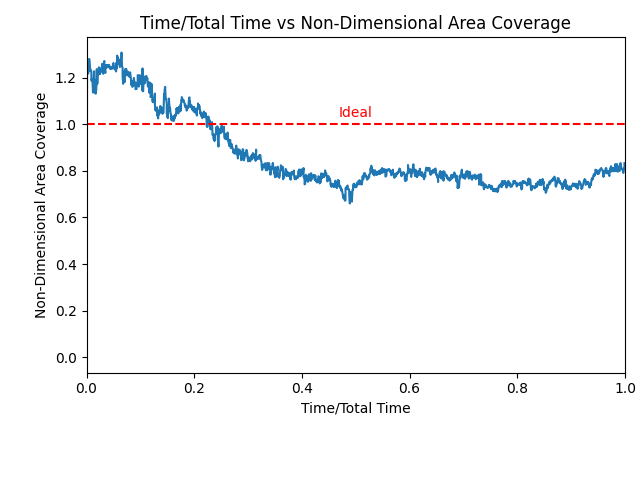 Time/Total Time vs Non-Dimensional Area Coverage
Non-Dimensional Area Coverage
1.2
1.0
0.8
0.6
0.4
0.2
0.0
Ideal
0.0 0.2 0.4 0.6 0.8 1.0
Time/Total Time